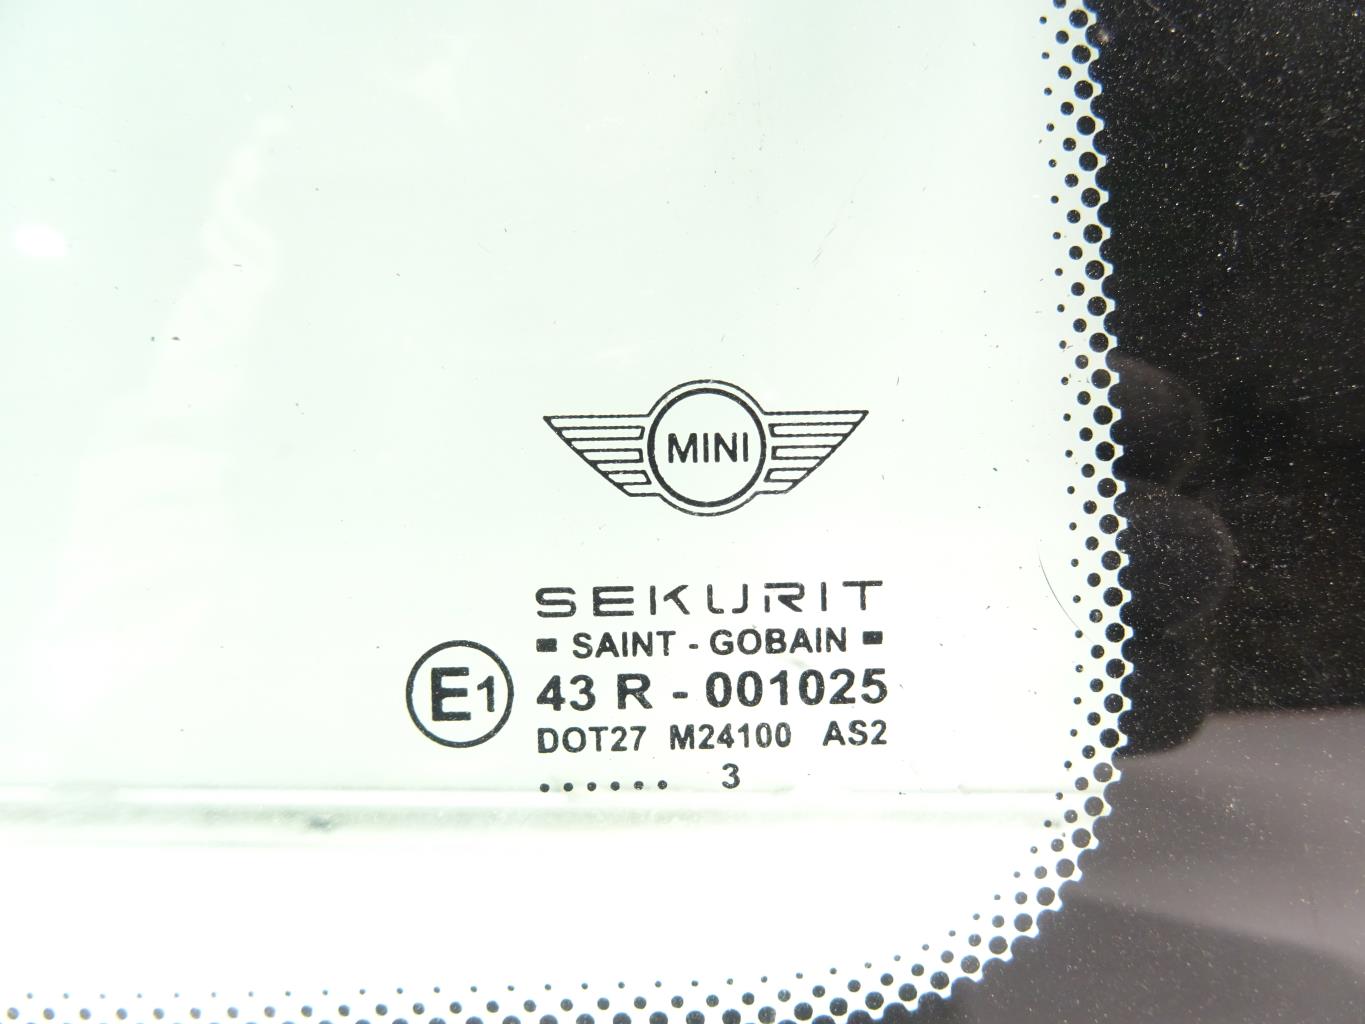 MINI
SEKURIT
SAINT - GOBAIN
E1 43 R - 001025
DOT27 M24100 AS2
...... 3